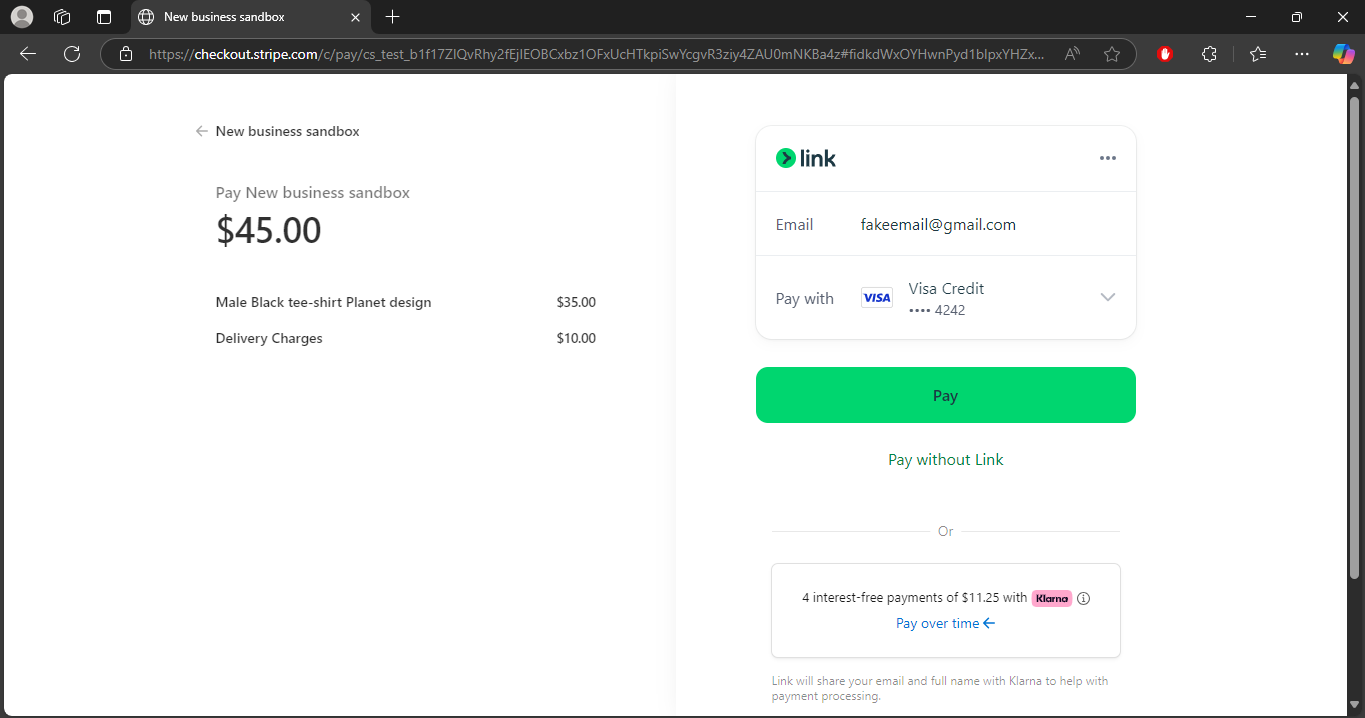 New business sandbox
https://checkout.stripe.com/c/pay/cs_test_b1f17ZlQvRhy2fEjIEOBCxbz1OFxUcHTkpiSwYcgvR3ziy4ZAU0mNKBa4z#fidkdWxOYHwnPyd1blpxYHZx...
New business sandbox
Pay New business sandbox
$45.00
Male Black tee-shirt Planet design $35.00
Delivery Charges $10.00
link
Email fakeemail@gmail.com
Pay with VISA Visa Credit
•••• 4242
Pay
Pay without Link
Or
4 interest-free payments of $11.25 with Klarna
Pay over time
Link will share your email and full name with Klarna to help with
payment processing.